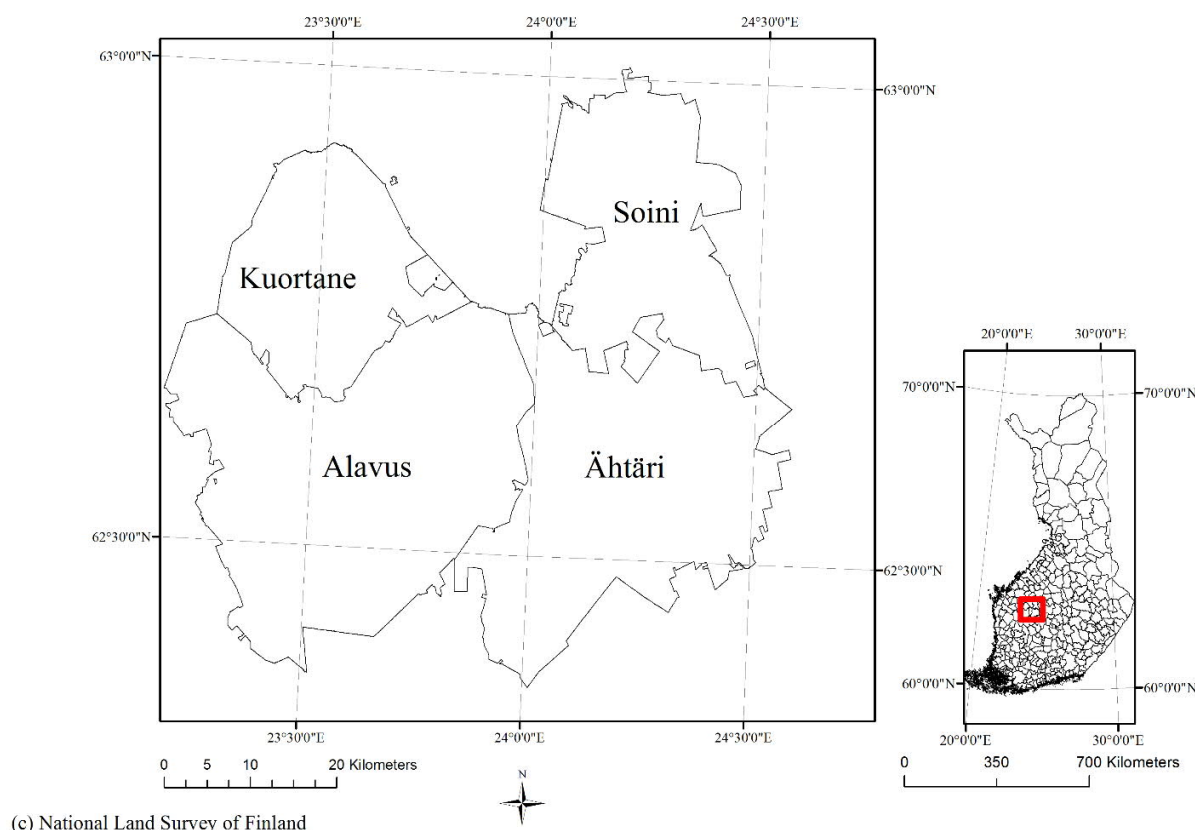 23°30'0"E 24°0'0"E 24°30'0"E
63°0'0"N
63°0'0"N
Soini
Kuortane
Alavus
Ähtäri
62°30'0"N
62°30'0"N
23°30'0"E 24°0'0"E 24°30'0"E
0 5 10 20 Kilometers
N
20°0'0"E 30°0'0"E
70°0'0"N
70°0'0"N
60°0'0"N
60°0'0"N
20°0'0"E 30°0'0"E
0 350 700 Kilometers
(c) National Land Survey of Finland